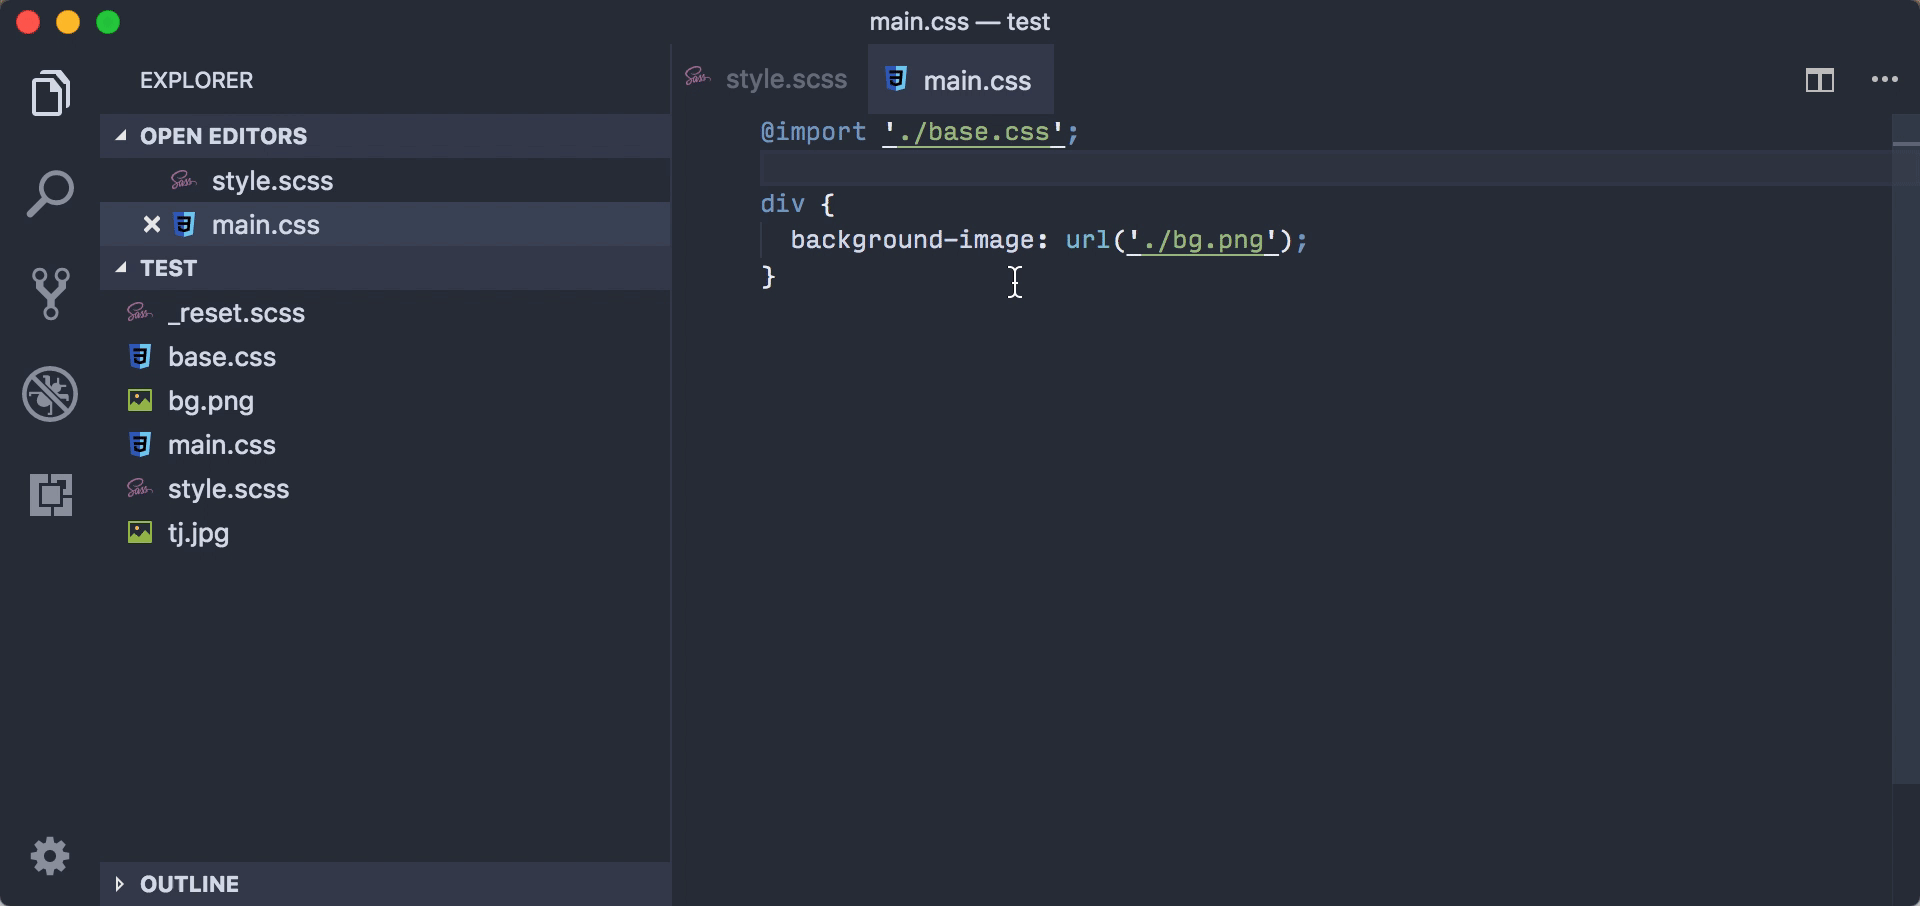 main.css — test
EXPLORER
OPEN EDITORS
style.scss
main.css
TEST
_reset.scss
base.css
bg.png
main.css
style.scss
tj.jpg
OUTLINE
style.scss
main.css
@import './base.css';
div {
  background-image: url('./bg.png');
}